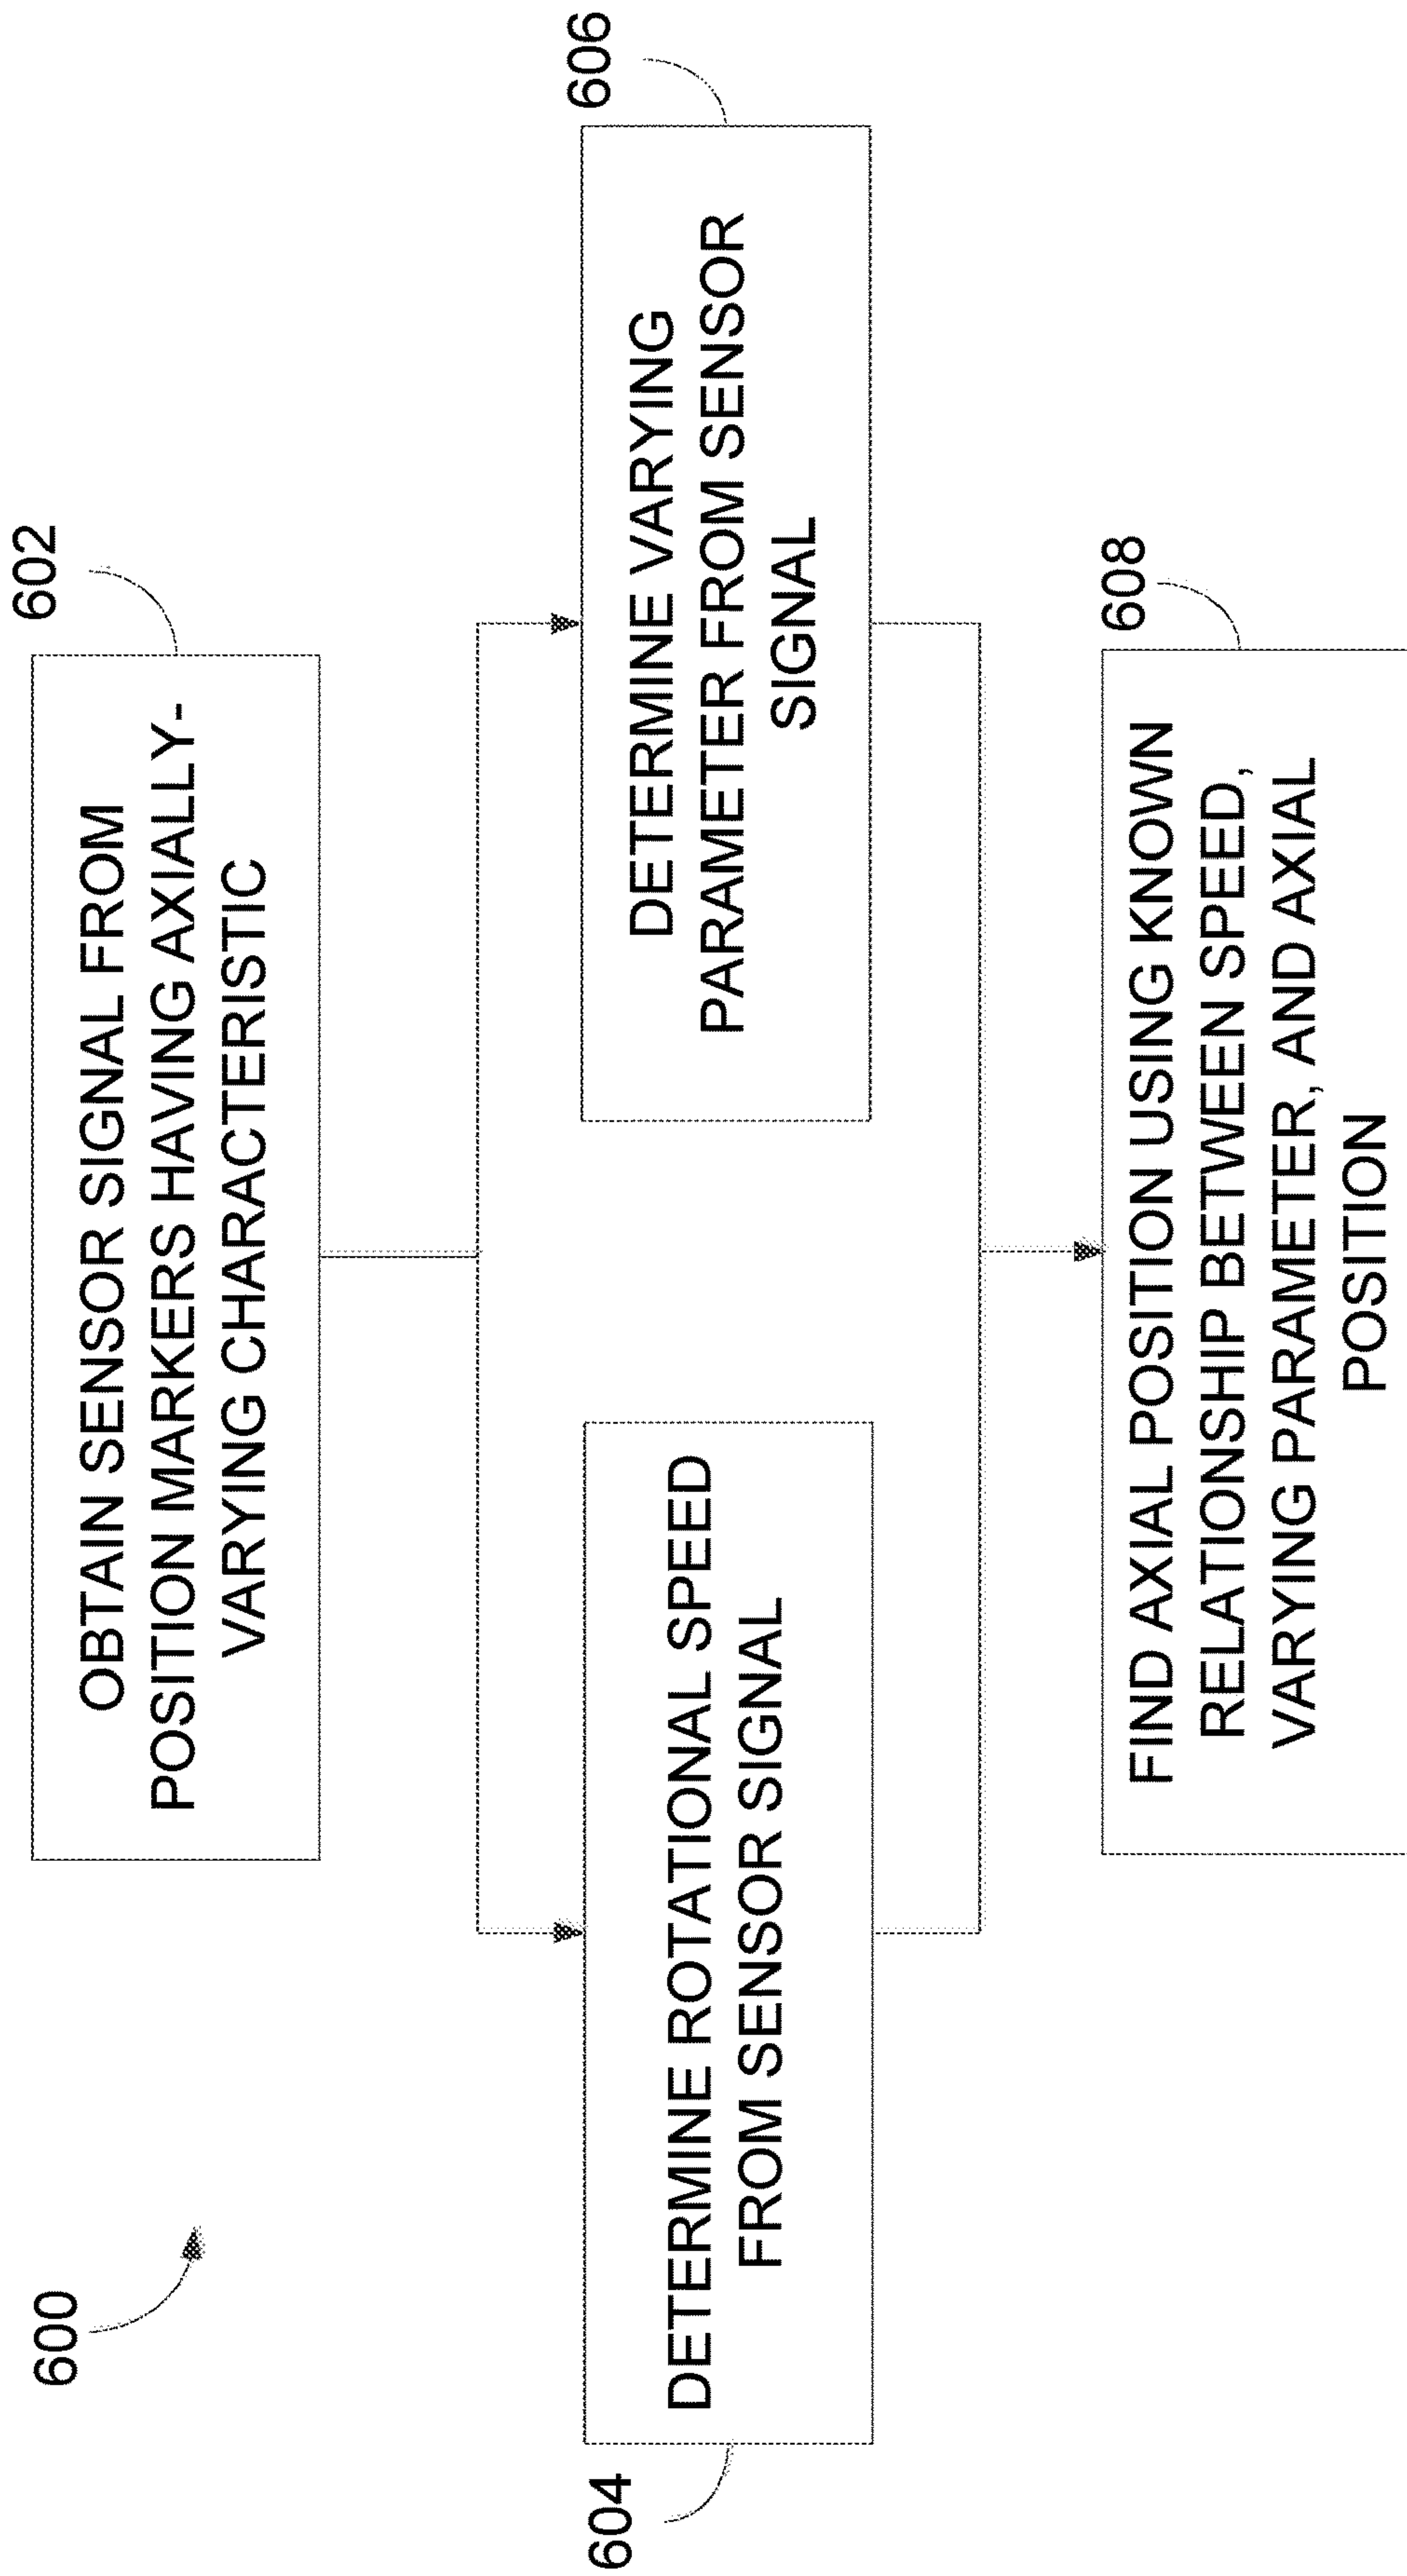 600
602
OBTAIN SENSOR SIGNAL FROM
POSITION MARKERS HAVING AXIALLY-
VARYING CHARACTERISTIC
604
DETERMINE ROTATIONAL SPEED
FROM SENSOR SIGNAL
606
DETERMINE VARYING
PARAMETER FROM SENSOR
SIGNAL
608
FIND AXIAL POSITION USING KNOWN
RELATIONSHIP BETWEEN SPEED,
VARYING PARAMETER, AND AXIAL
POSITION